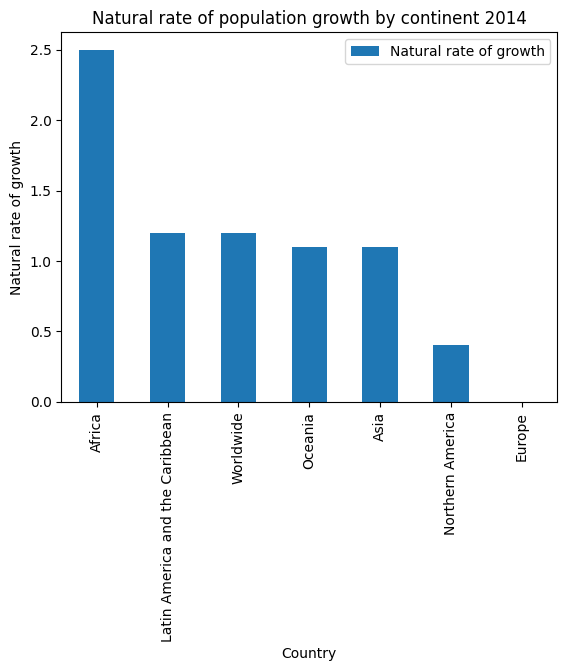 Natural rate of population growth by continent 2014
Natural rate of growth
Natural rate of growth
2.5
2.0
1.5
1.0
0.5
0.0
Africa
Latin America and the Caribbean
Worldwide
Oceania
Asia
Northern America
Europe
Country